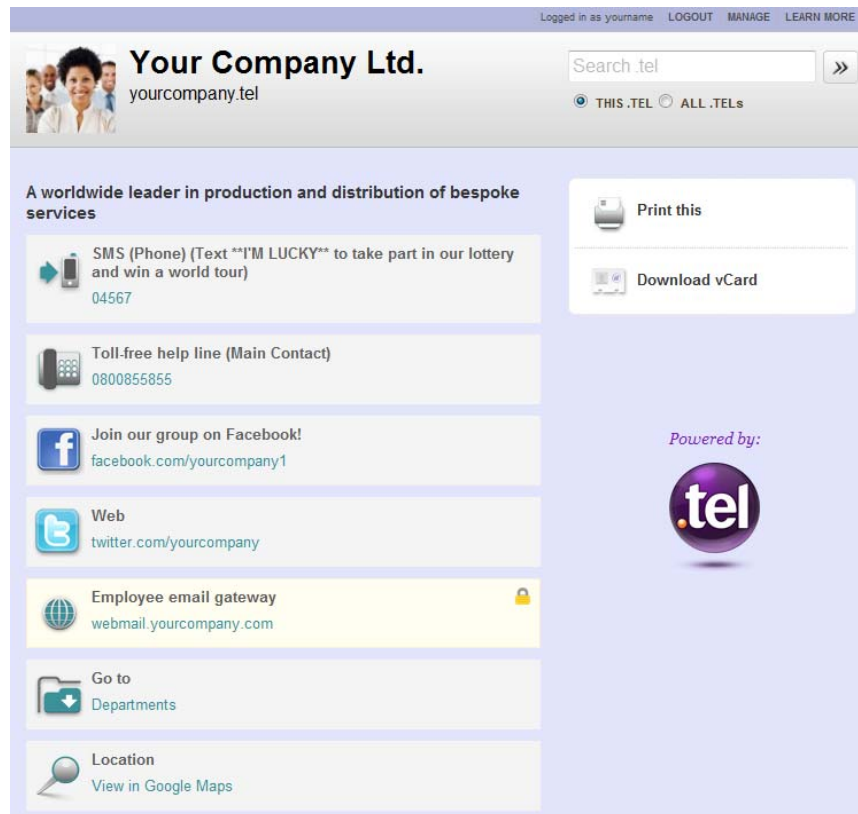 Logged in as yourname LOGOUT MANAGE LEARN MORE
Your Company Ltd.
yourcompany.tel
Search .tel
THIS .TEL ALL .TELs
A worldwide leader in production and distribution of bespoke
services
SMS (Phone) (Text **I'M LUCKY** to take part in our lottery
and win a world tour)
04567
Toll-free help line (Main Contact)
0800855855
Join our group on Facebook!
facebook.com/yourcompany1
Web
twitter.com/yourcompany
Employee email gateway
webmail.yourcompany.com
Go to
Departments
Location
View in Google Maps
Print this
Download vCard
Powered by:
.tel